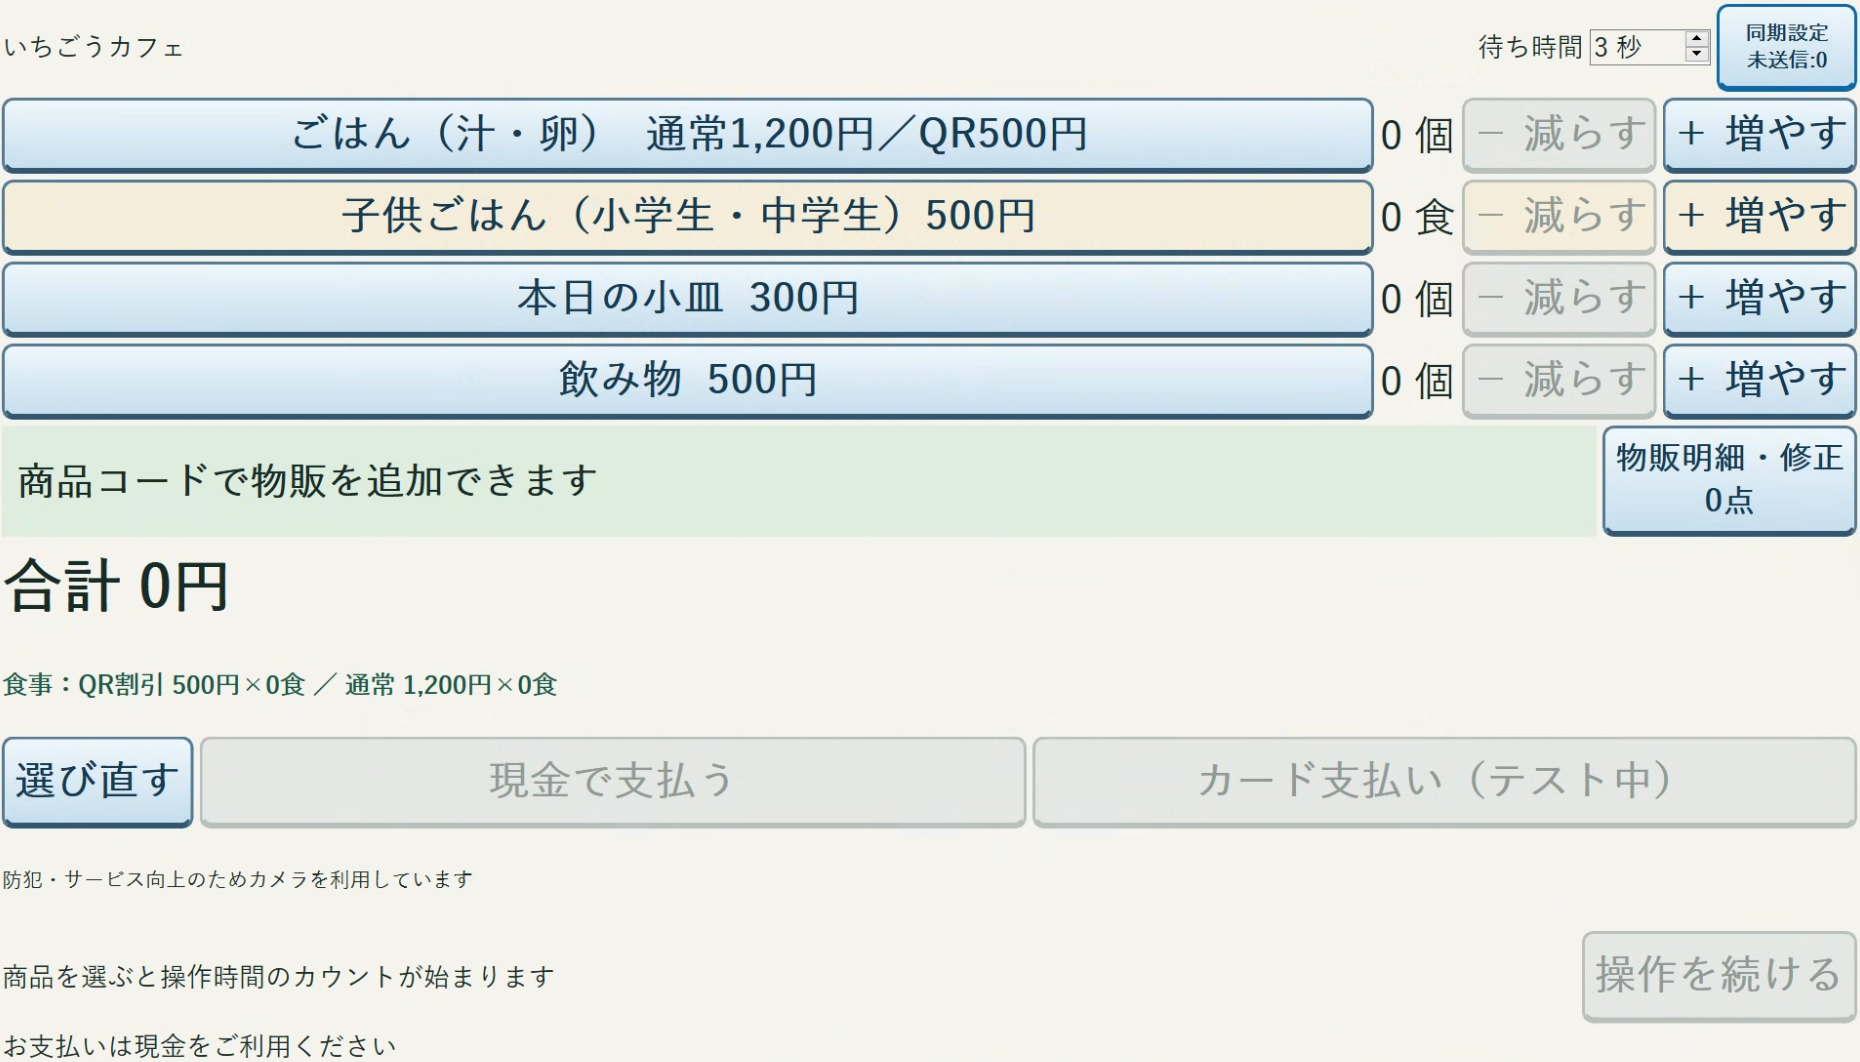 いちごうカフェ
待ち時間 3 秒
同期設定
未送信:0
ごはん（汁・卵） 通常1,200円／QR500円 0 個 － 減らす ＋ 増やす
子供ごはん（小学生・中学生）500円 0 食 － 減らす ＋ 増やす
本日の小皿 300円 0 個 － 減らす ＋ 増やす
飲み物 500円 0 個 － 減らす ＋ 増やす
商品コードで物販を追加できます
物販明細・修正
0点
合計 0円
食事：QR割引 500円×0食 ／ 通常 1,200円×0食
選び直す 現金で支払う カード支払い（テスト中）
防犯・サービス向上のためカメラを利用しています
商品を選ぶと操作時間のカウントが始まります
操作を続ける
お支払いは現金をご利用ください